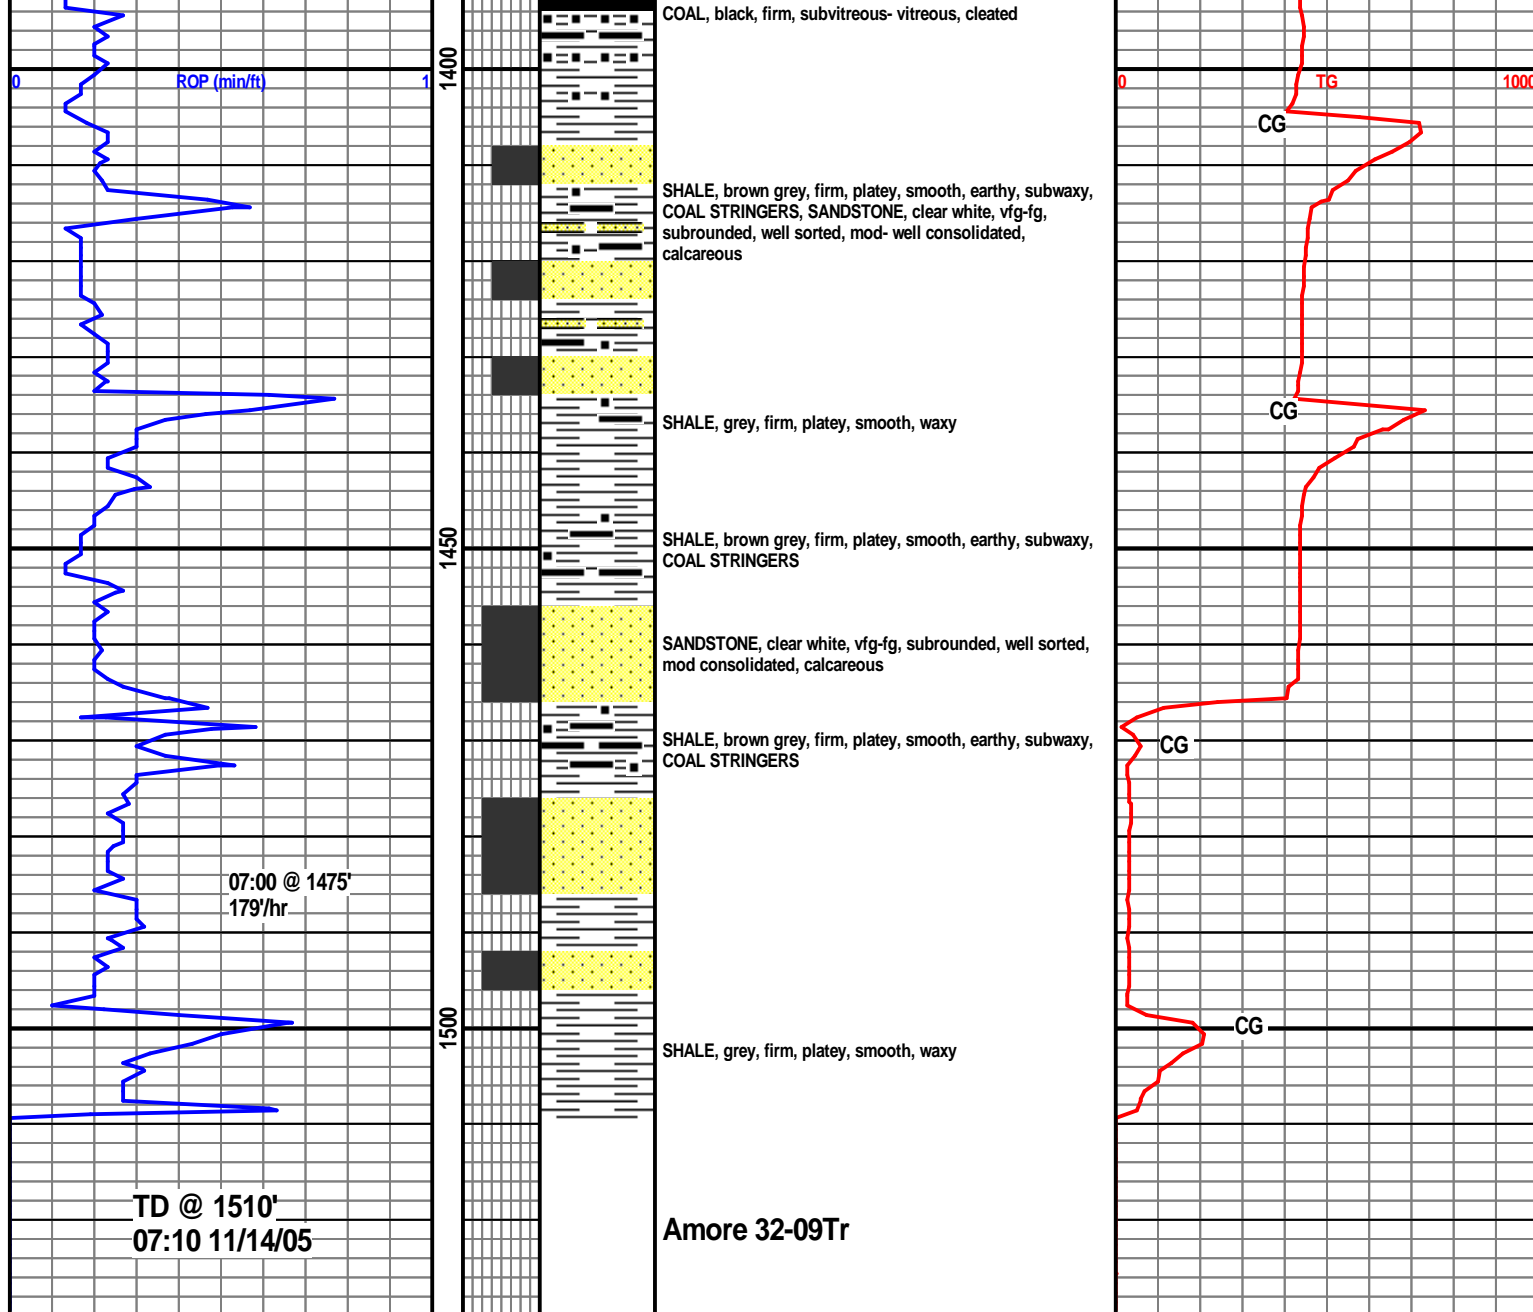 COAL, black, firm, subvitreous- vitreous, cleated
0 ROP (min/ft) 1
1400
0 TG 1000
CG
SHALE, brown grey, firm, platey, smooth, earthy, subwaxy,
COAL STRINGERS, SANDSTONE, clear white, vfg-fg,
subrounded, well sorted, mod- well consolidated,
calcareous
CG
SHALE, grey, firm, platey, smooth, waxy
1450
SHALE, brown grey, firm, platey, smooth, earthy, subwaxy,
COAL STRINGERS
SANDSTONE, clear white, vfg-fg, subrounded, well sorted,
mod consolidated, calcareous
SHALE, brown grey, firm, platey, smooth, earthy, subwaxy,
COAL STRINGERS
CG
07:00 @ 1475'
179'/hr
1500
CG
SHALE, grey, firm, platey, smooth, waxy
TD @ 1510'
07:10 11/14/05
Amore 32-09Tr